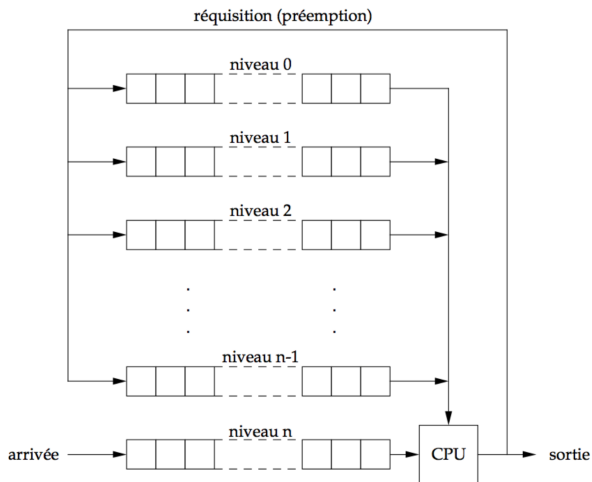 réquisition (préemption)
niveau 0
niveau 1
niveau 2
niveau n-1
niveau n
arrivée
CPU
sortie